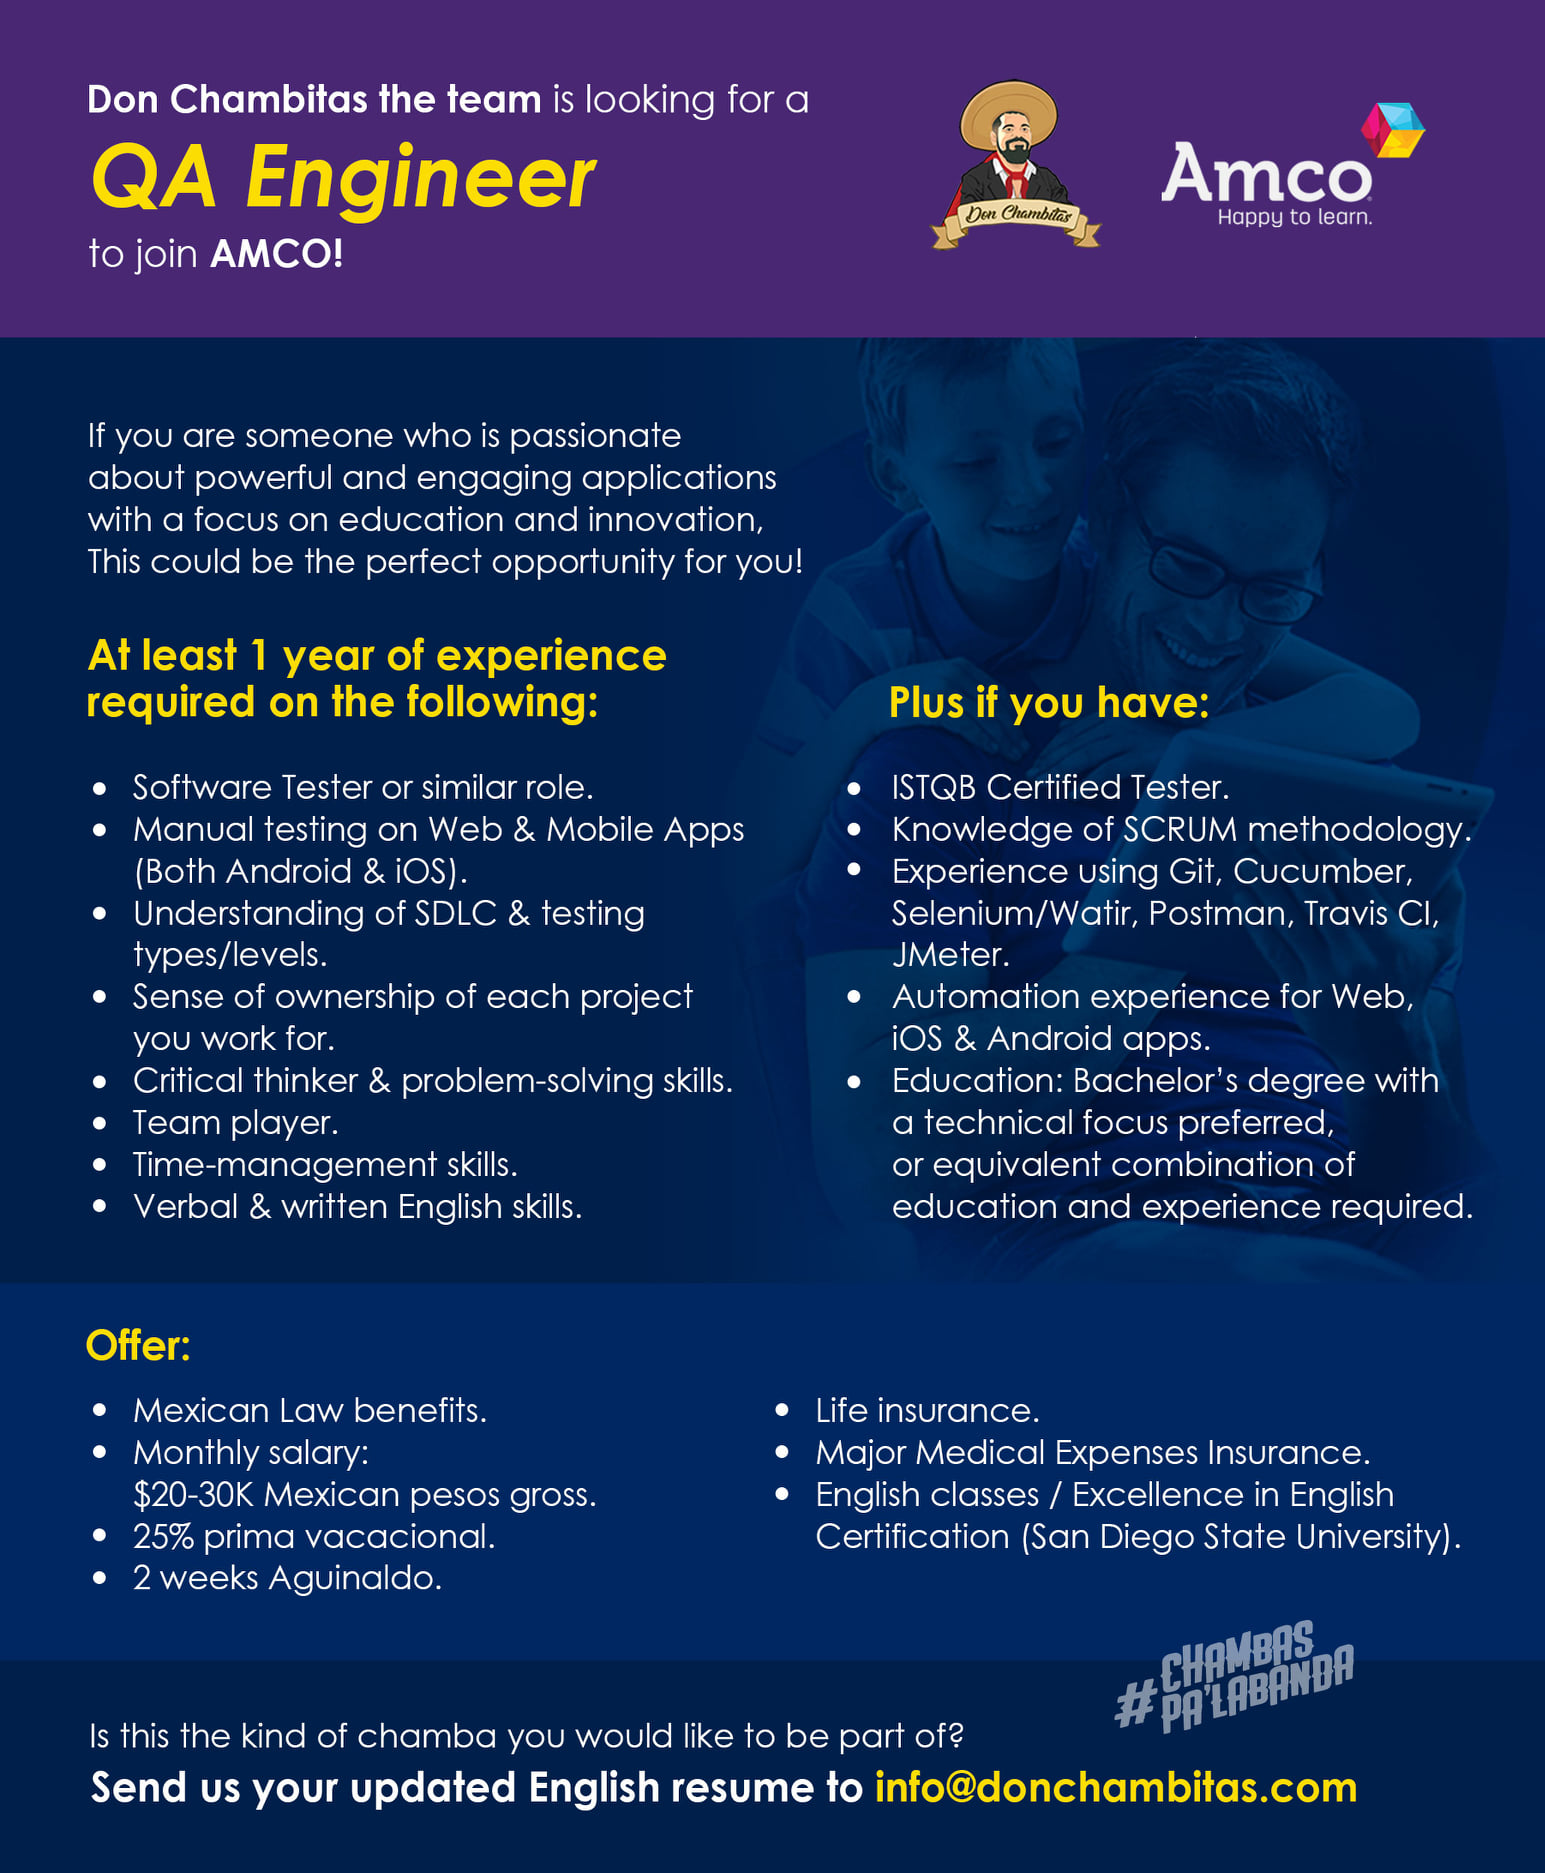 Don Chambitas the team is looking for a
QA Engineer
to join AMCO!
Don Chambitas
Amco
Happy to learn.
If you are someone who is passionate
about powerful and engaging applications
with a focus on education and innovation,
This could be the perfect opportunity for you!
At least 1 year of experience
required on the following:
• Software Tester or similar role.
• Manual testing on Web & Mobile Apps
(Both Android & iOS).
• Understanding of SDLC & testing
types/levels.
• Sense of ownership of each project
you work for.
• Critical thinker & problem-solving skills.
• Team player.
• Time-management skills.
• Verbal & written English skills.
Plus if you have:
• ISTQB Certified Tester.
• Knowledge of SCRUM methodology.
• Experience using Git, Cucumber,
Selenium/Watir, Postman, Travis CI,
JMeter.
• Automation experience for Web,
iOS & Android apps.
• Education: Bachelor’s degree with
a technical focus preferred,
or equivalent combination of
education and experience required.
Offer:
• Mexican Law benefits.
• Monthly salary:
$20-30K Mexican pesos gross.
• 25% prima vacacional.
• 2 weeks Aguinaldo.
• Life insurance.
• Major Medical Expenses Insurance.
• English classes / Excellence in English
Certification (San Diego State University).
#CHAMBAS
PA'LABANDA
Is this the kind of chamba you would like to be part of?
Send us your updated English resume to info@donchambitas.com